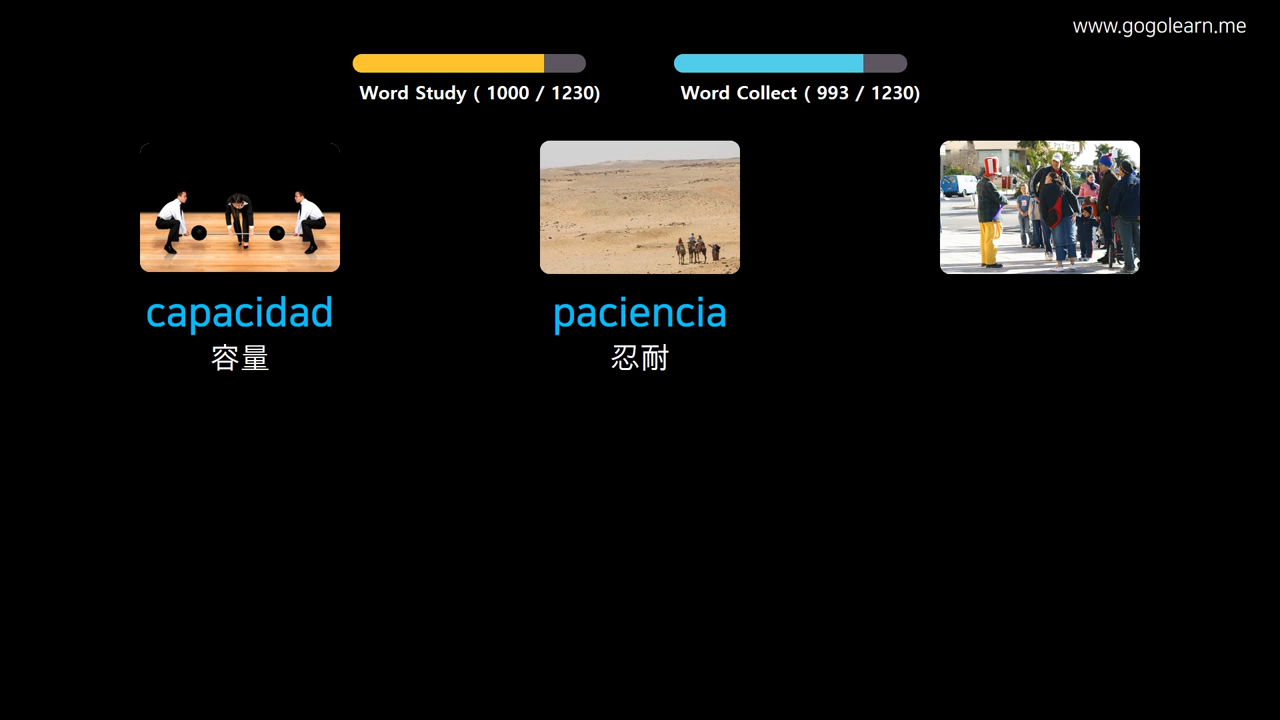 www.gogolearn.me
Word Study ( 1000 / 1230)
Word Collect ( 993 / 1230)
capacidad
容量
paciencia
忍耐